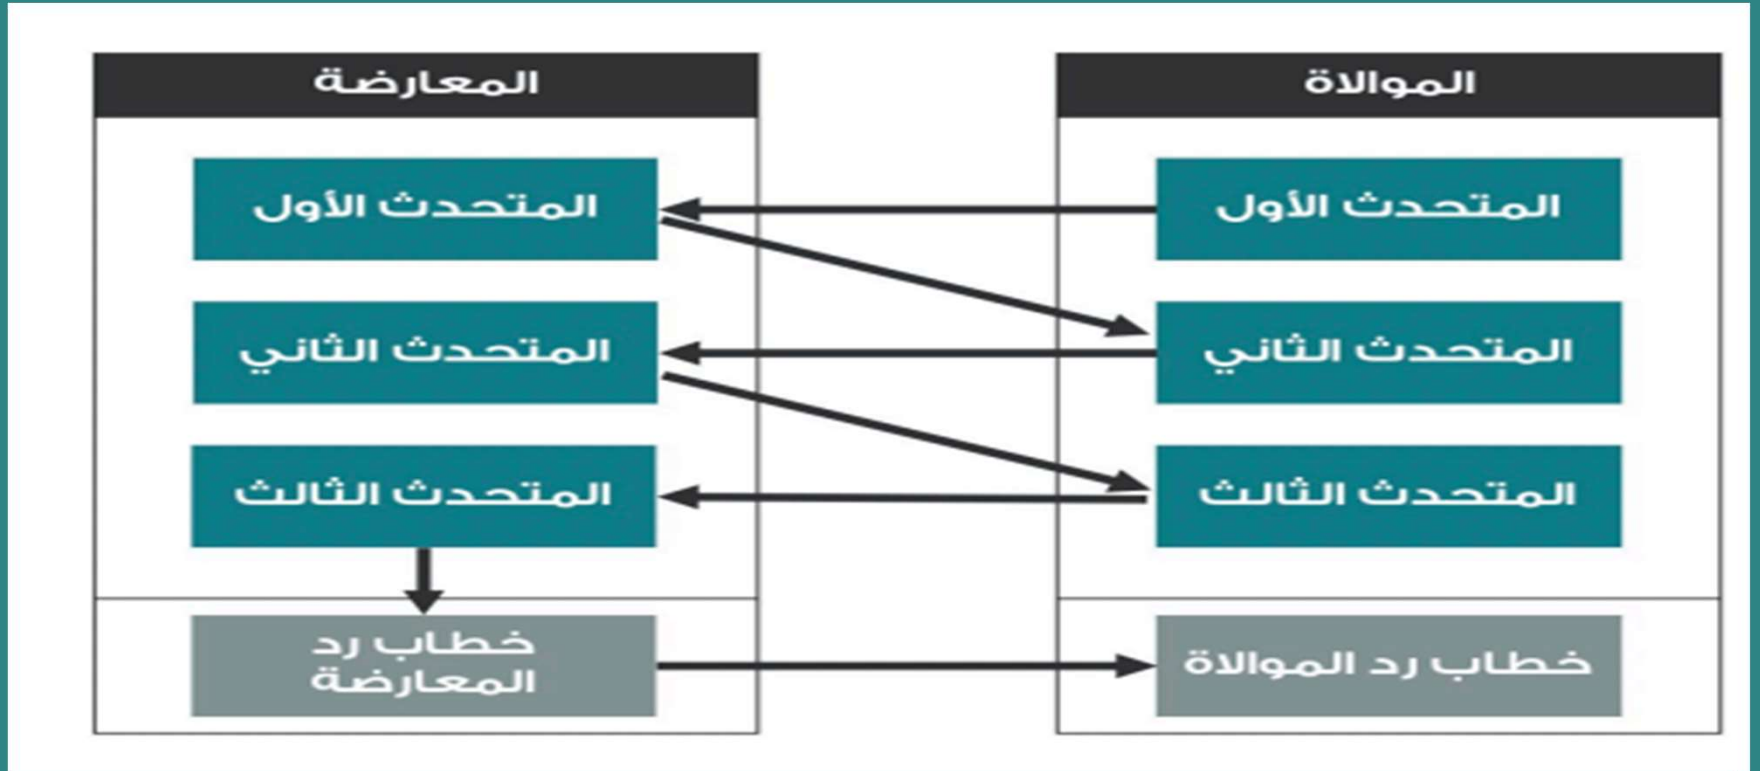 الموالاة
المعارضة
المتحدث الأول
المتحدث الأول
المتحدث الثاني
المتحدث الثاني
المتحدث الثالث
المتحدث الثالث
خطاب رد الموالاة
خطاب رد
المعارضة